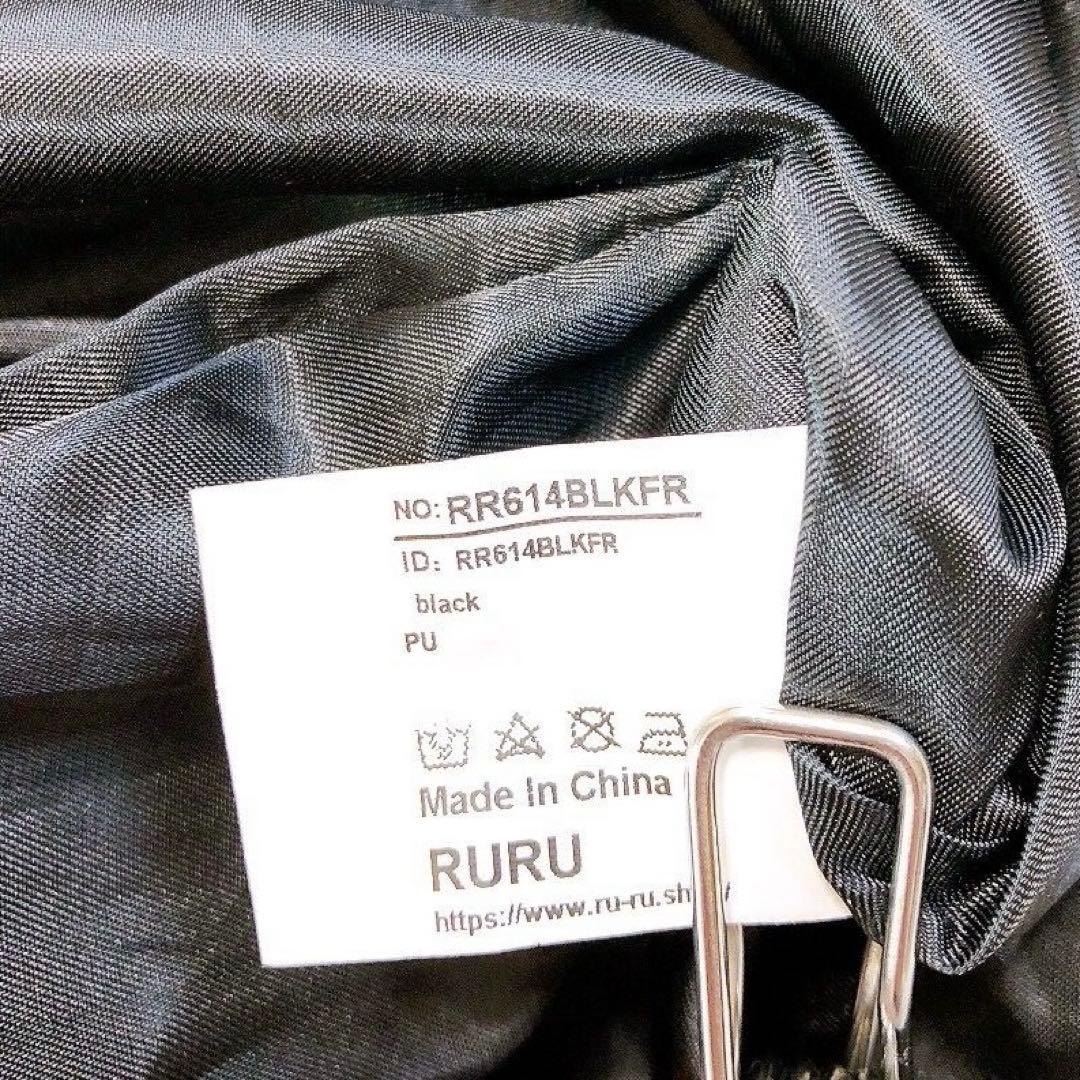 NO: RR614BLKFR
ID: RR614BLKFR
black
PU
Made In China
RURU